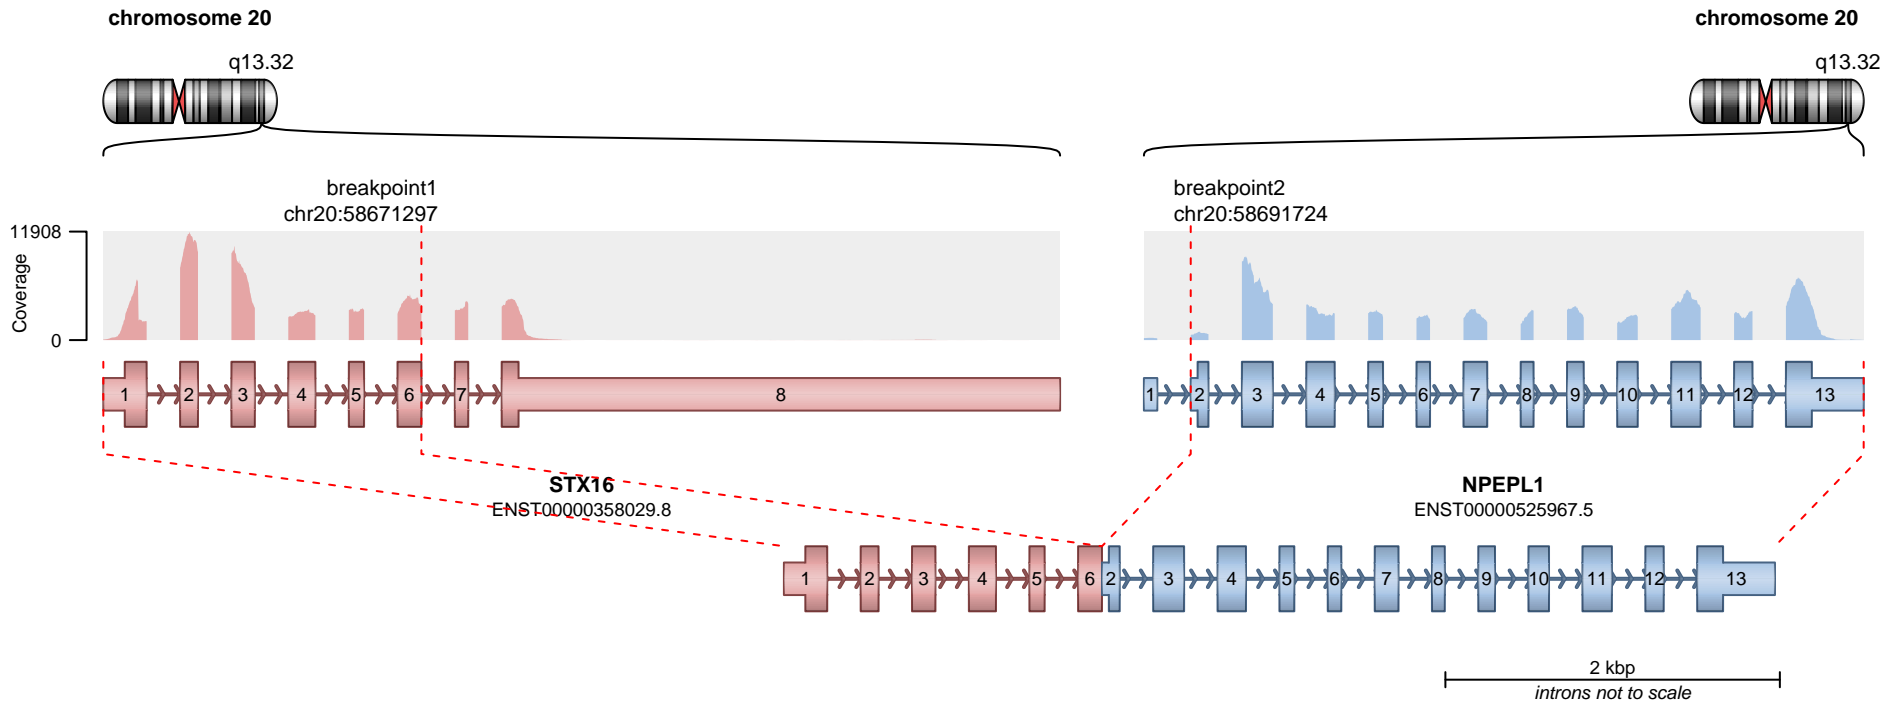 chromosome 20
chromosome 20
q13.32
q13.32
breakpoint1
chr20:58671297
breakpoint2
chr20:58691724
11908
Coverage
0
1 2 3 4 5 6 7 8
1 2 3 4 5 6 7 8 9 10 11 12 13
STX16
ENST00000358029.8
NPEPL1
ENST00000525967.5
1 2 3 4 5 6 2 3 4 5 6 7 8 9 10 11 12 13
2 kbp
introns not to scale